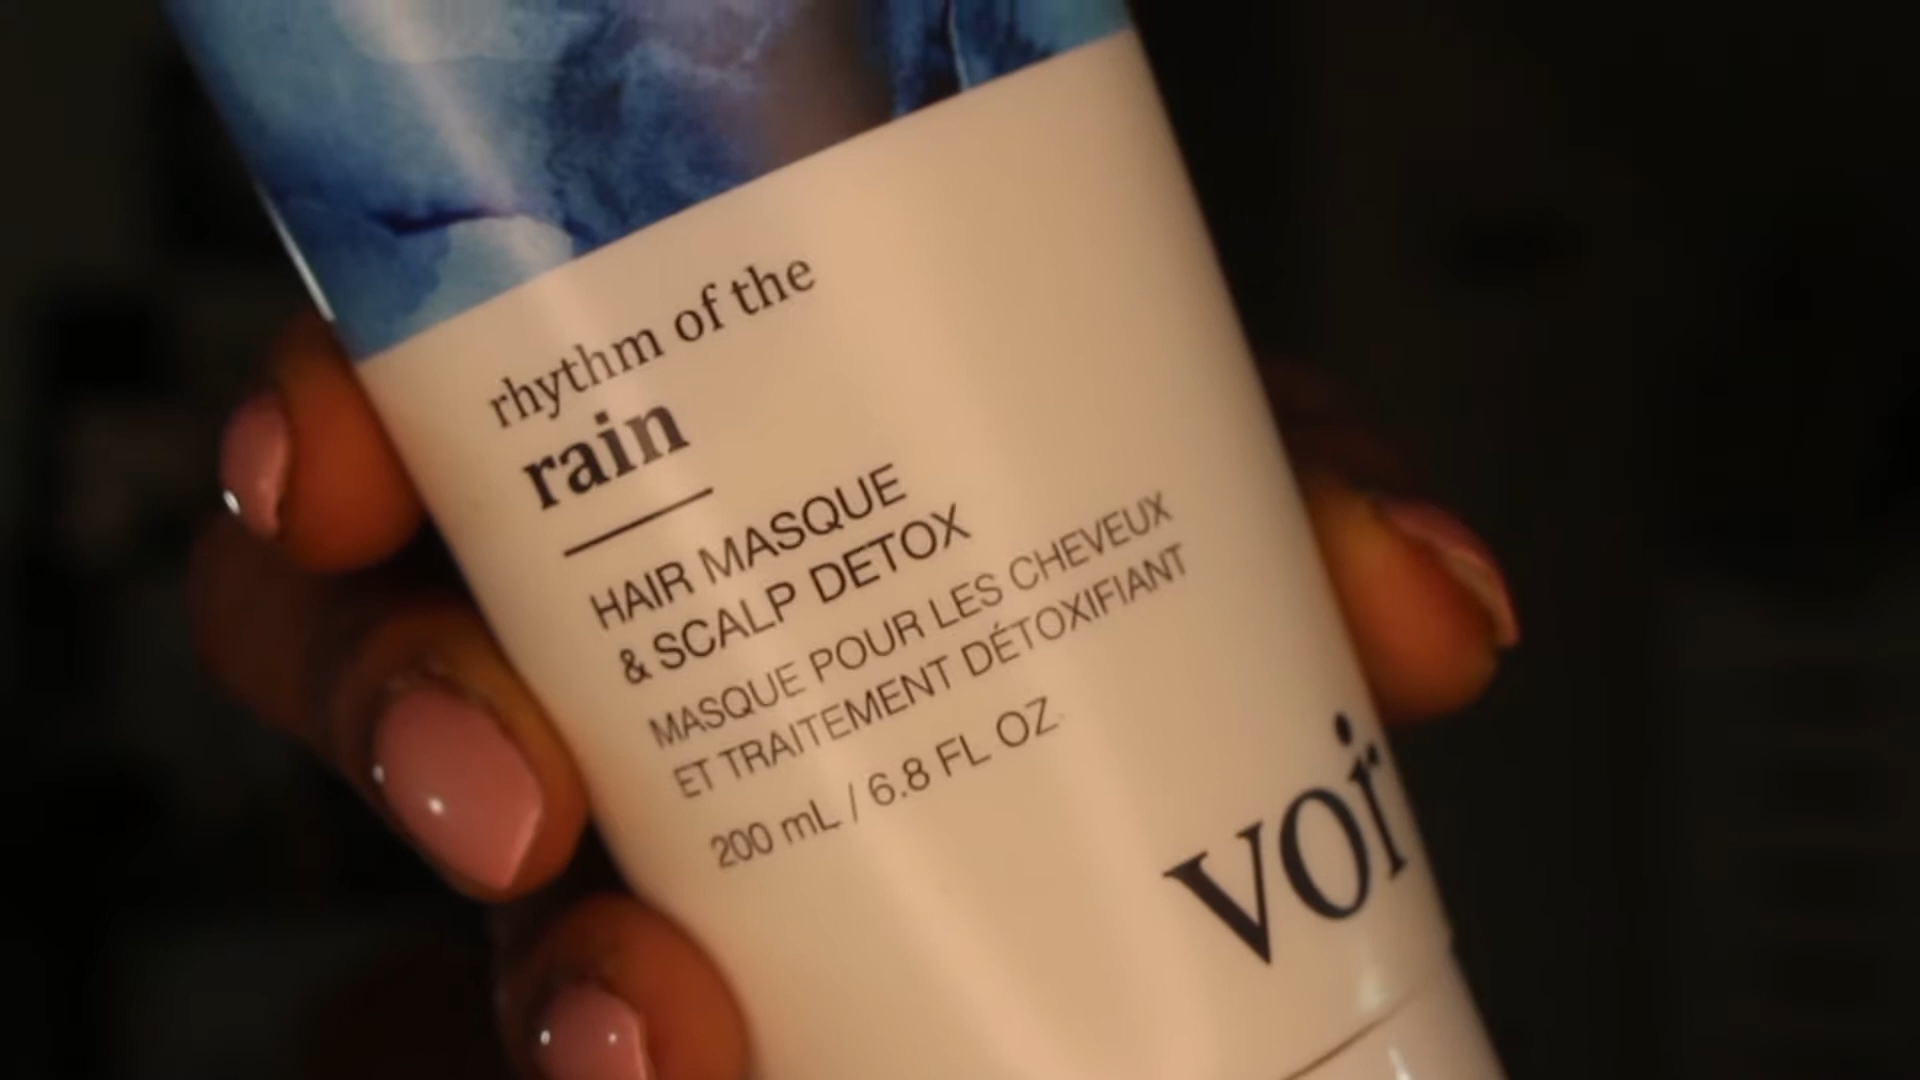 rhythm of the
rain
HAIR MASQUE
& SCALP DETOX
MASQUE POUR LES CHEVEUX
ET TRAITEMENT DÉTOXIFIANT
200 mL / 6.8 FL OZ
voir